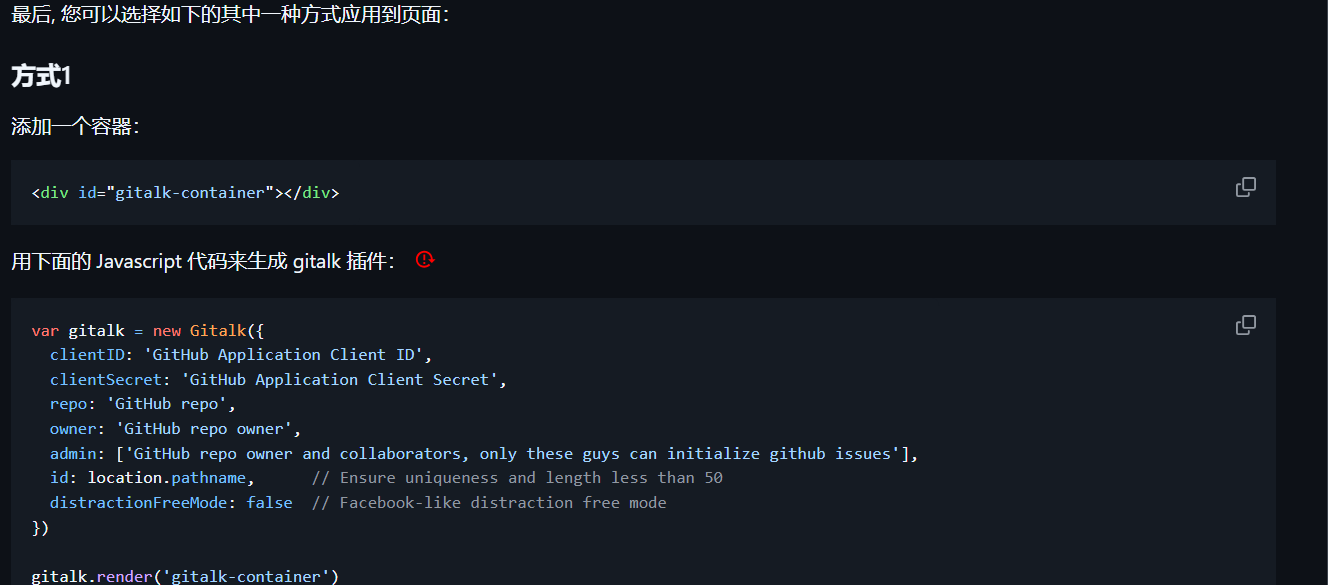 最后, 您可以选择如下的其中一种方式应用到页面：
方式1
添加一个容器：
<div id="gitalk-container"></div>
用下面的 Javascript 代码来生成 gitalk 插件：
var gitalk = new Gitalk({
  clientID: 'GitHub Application Client ID',
  clientSecret: 'GitHub Application Client Secret',
  repo: 'GitHub repo',
  owner: 'GitHub repo owner',
  admin: ['GitHub repo owner and collaborators, only these guys can initialize github issues'],
  id: location.pathname,      // Ensure uniqueness and length less than 50
  distractionFreeMode: false  // Facebook-like distraction free mode
})
gitalk.render('gitalk-container')